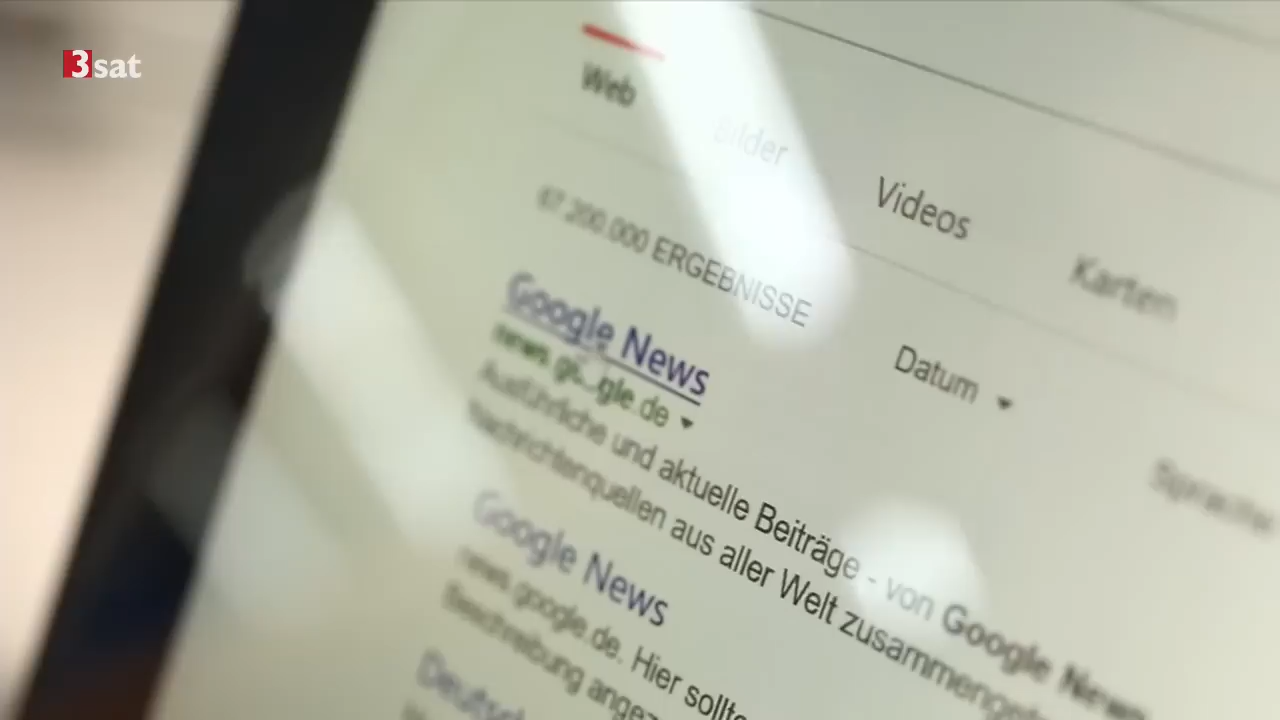 3sat
Web Bilder Videos Karten
67.200.000 ERGEBNISSE Datum Sprache
Google News
news.google.de
Ausführliche und aktuelle Beiträge - von Google News
Nachrichtenquellen aus aller Welt
Google News
news.google.de. Hier sollte
Beschreibung